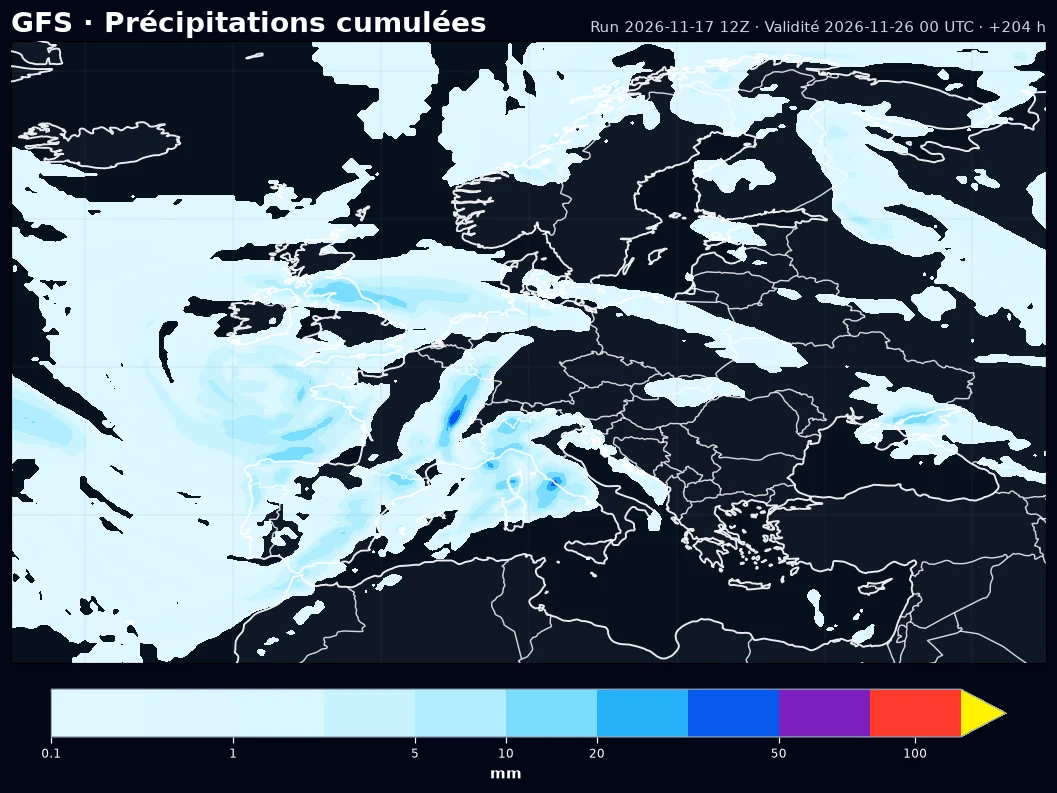 GFS · Précipitations cumulées
Run 2026-11-17 12Z · Validité 2026-11-26 00 UTC · +204 h
0.1 1 5 10 20 50 100
mm